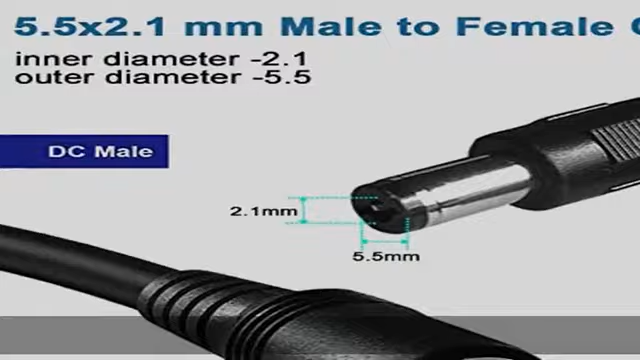 5.5x2.1 mm Male to Female
inner diameter -2.1
outer diameter -5.5
DC Male
2.1mm
5.5mm